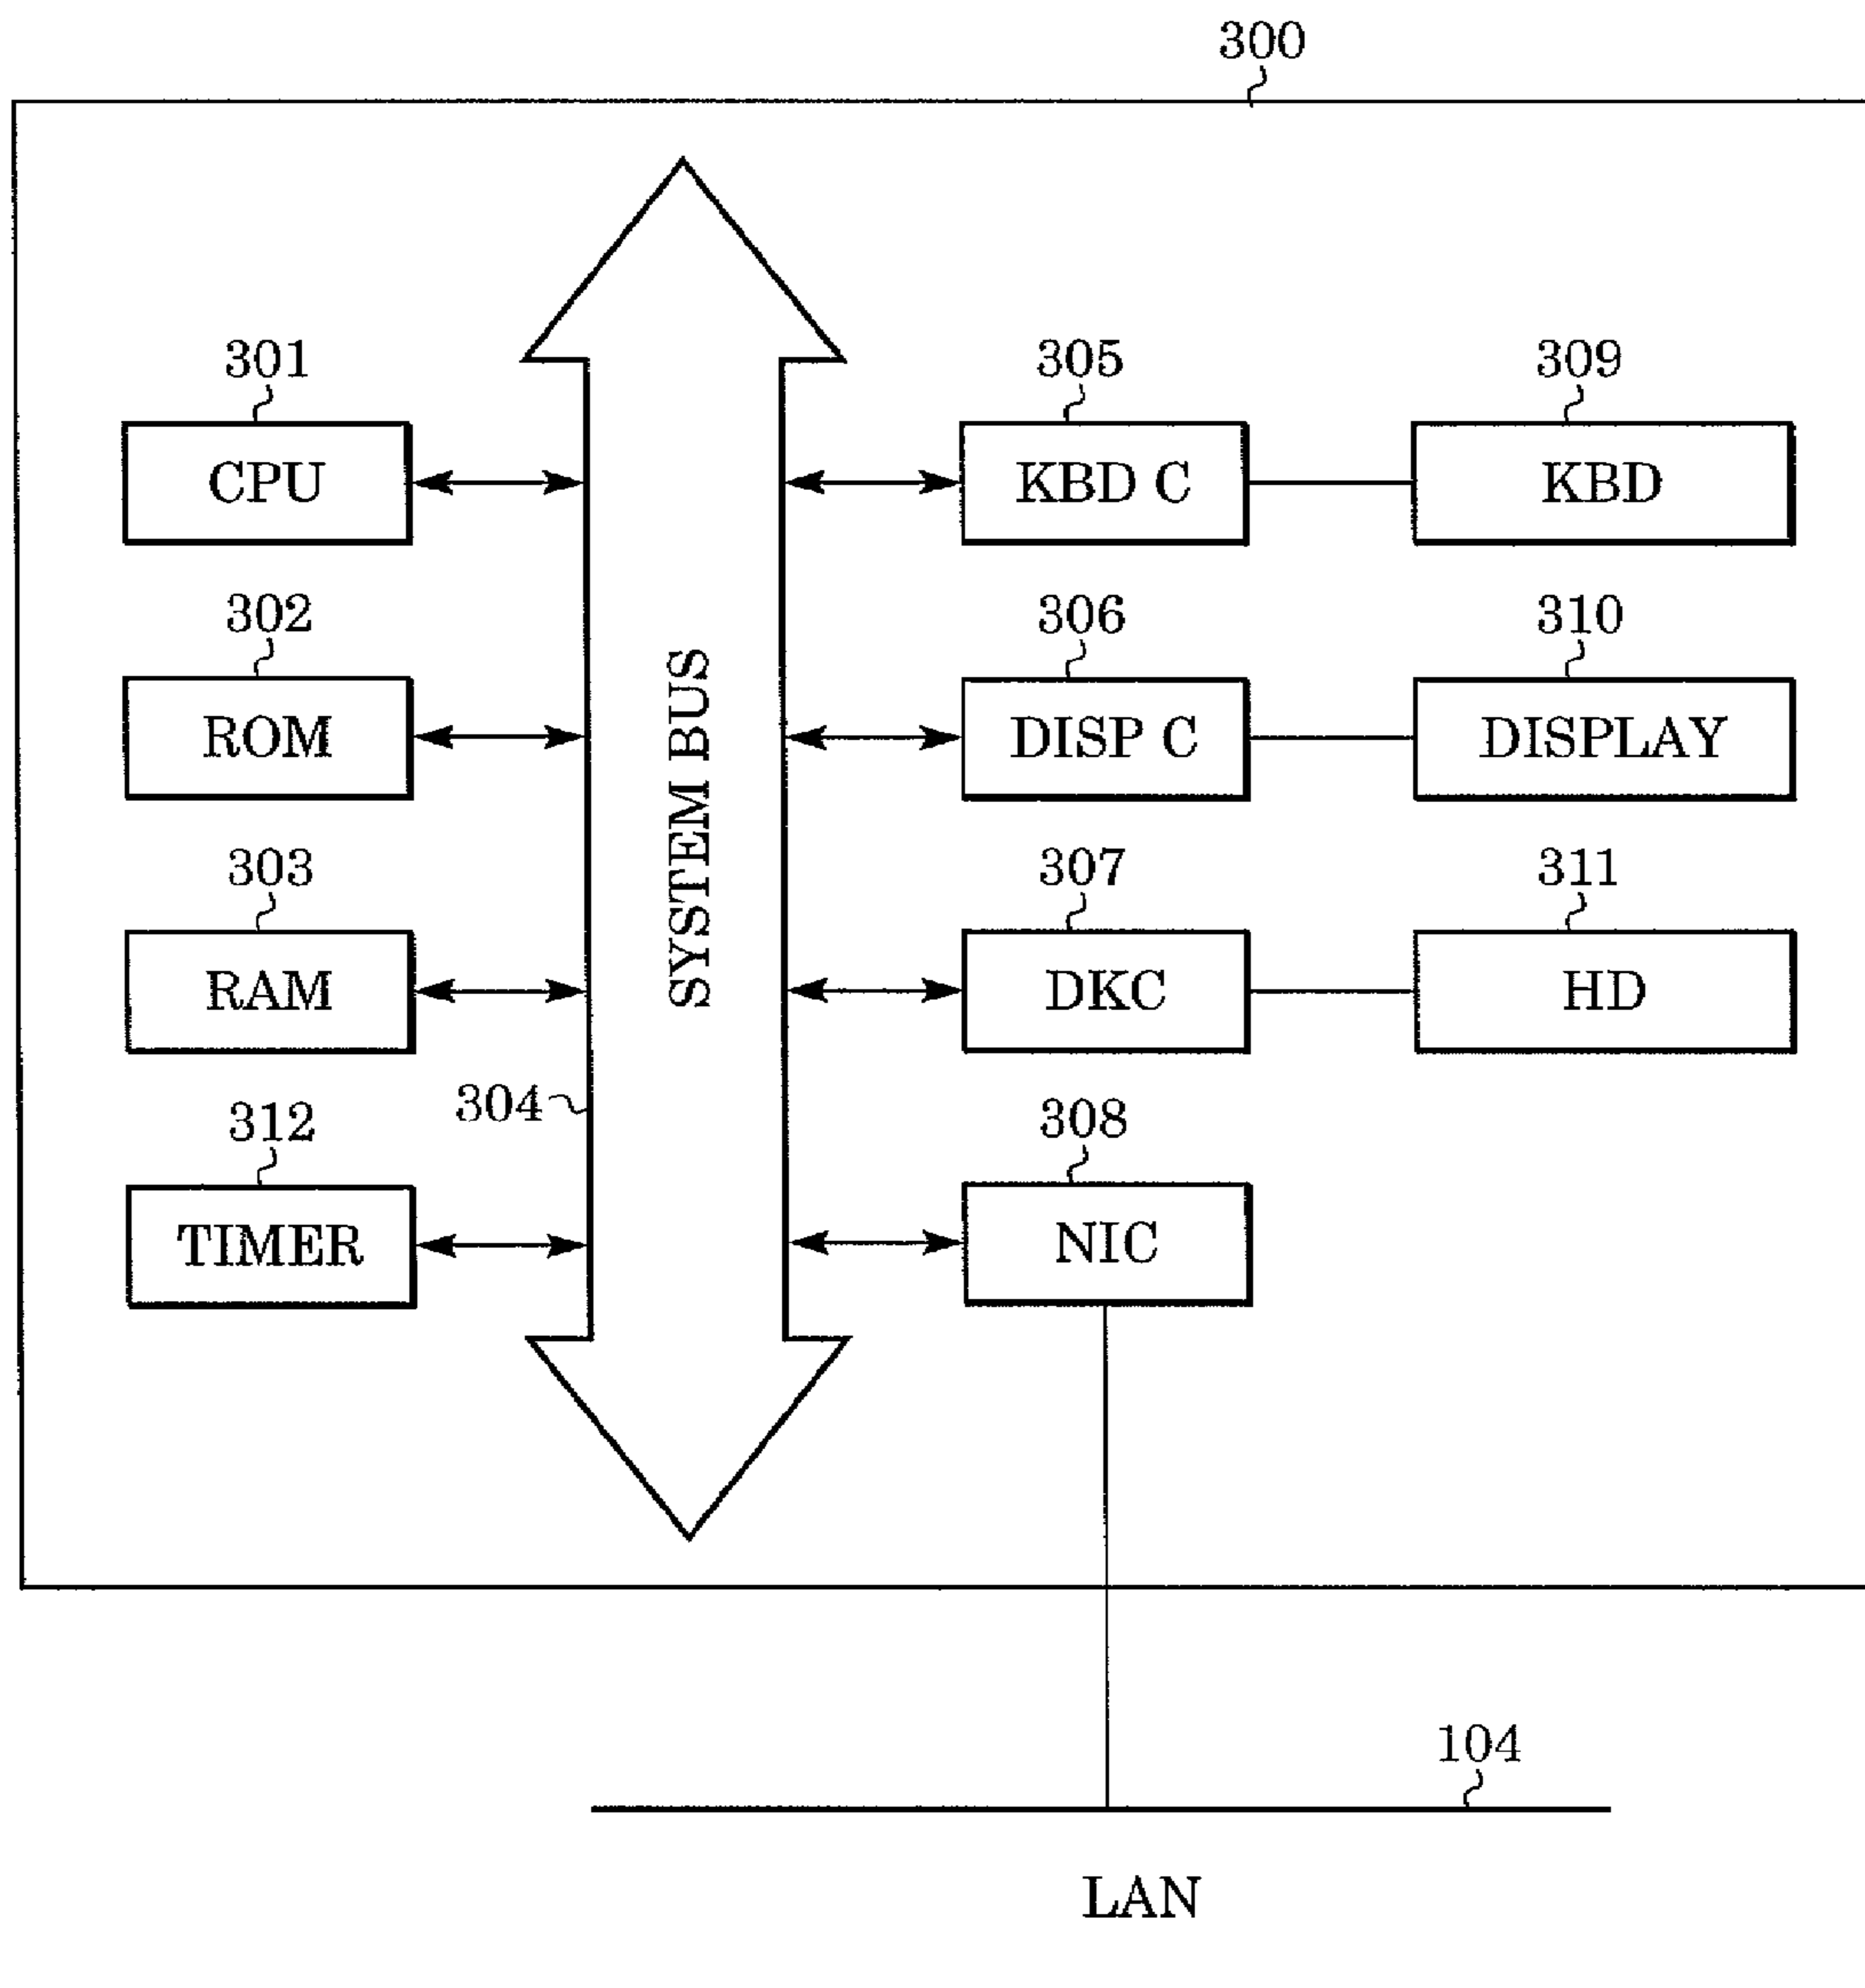 300
301
305
309
CPU
KBD C
KBD
302
306
310
ROM
DISP C
DISPLAY
SYSTEM BUS
303
307
311
RAM
DKC
HD
304
312
308
TIMER
NIC
104
LAN